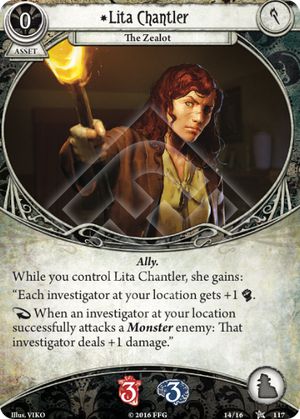 0
*Lita Chantler
ASSET
The Zealot
Ally.
While you control Lita Chantler, she gains:
"Each investigator at your location gets +1 .
When an investigator at your location
successfully attacks a Monster enemy: That
investigator deals +1 damage."
3 3
Illus. VIKO © 2016 FFG 14/16 117